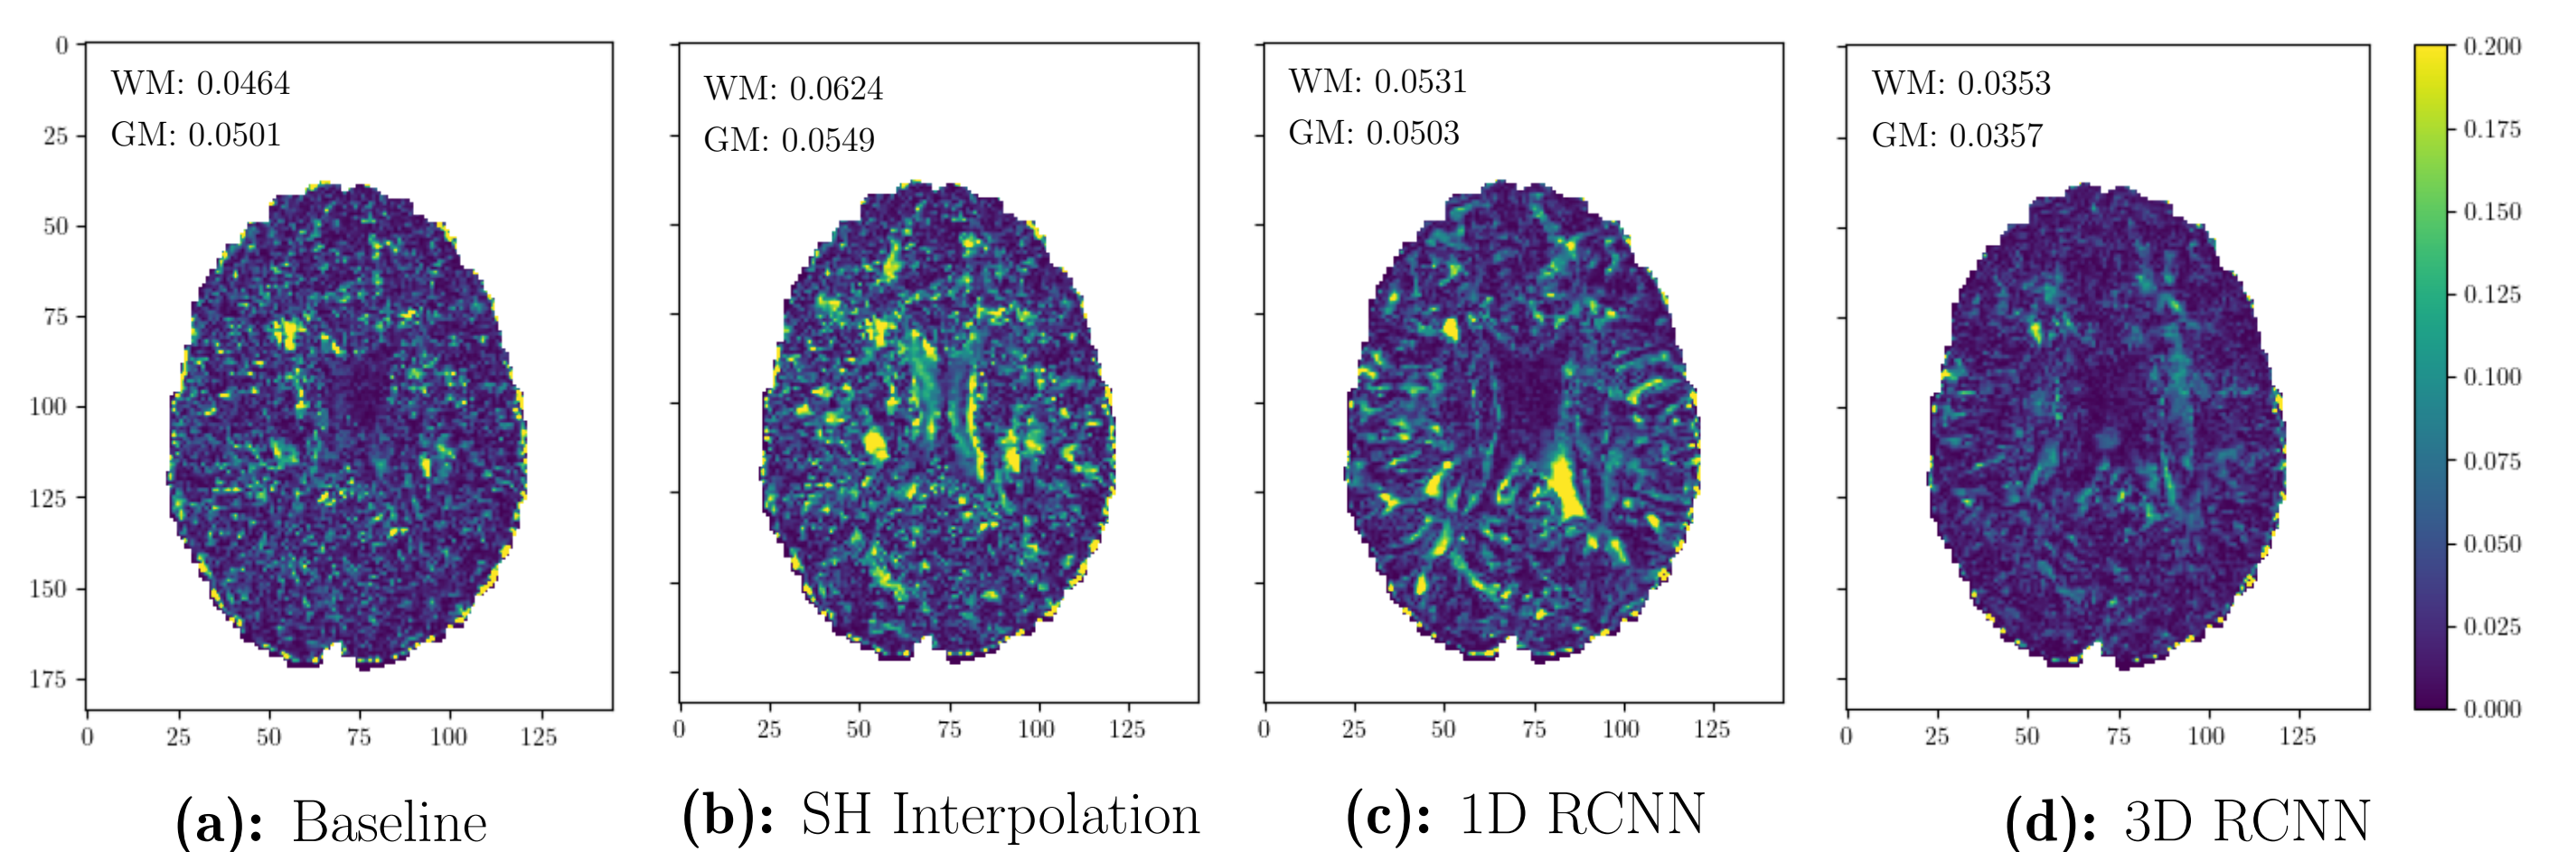 WM: 0.0464
GM: 0.0501
0
25
50
75
100
125
150
175
0 25 50 75 100 125
(a): Baseline
WM: 0.0624
GM: 0.0549
0 25 50 75 100 125
(b): SH Interpolation
WM: 0.0531
GM: 0.0503
0 25 50 75 100 125
(c): 1D RCNN
WM: 0.0353
GM: 0.0357
0 25 50 75 100 125
(d): 3D RCNN
0.200
0.175
0.150
0.125
0.100
0.075
0.050
0.025
0.000